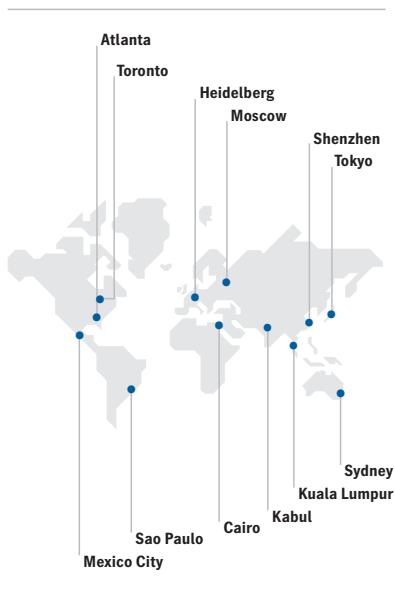 Atlanta
Toronto
Heidelberg
Moscow
Shenzhen
Tokyo
Sydney
Kuala Lumpur
Kabul
Cairo
Sao Paulo
Mexico City